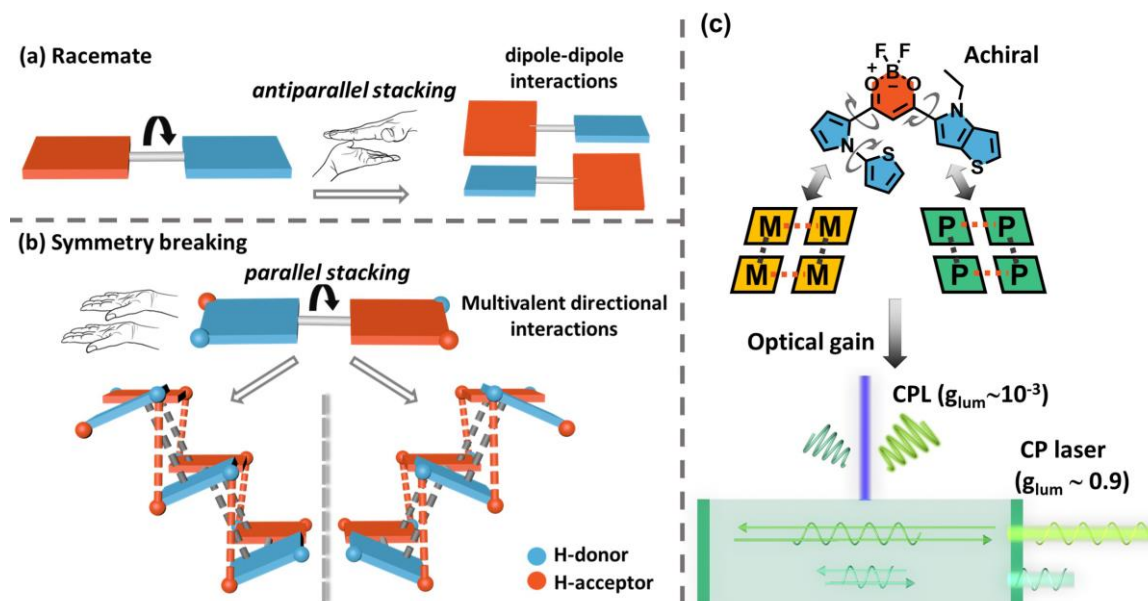 (a) Racemate
antiparallel stacking
dipole-dipole
interactions
(b) Symmetry breaking
parallel stacking
Multivalent directional
interactions
H-donor
H-acceptor
(c)
Achiral
F F
B
+
O − O
N
N
S
S
M M
M M
P P
P P
Optical gain
CPL (glum~10-3)
CP laser
(glum ~ 0.9)